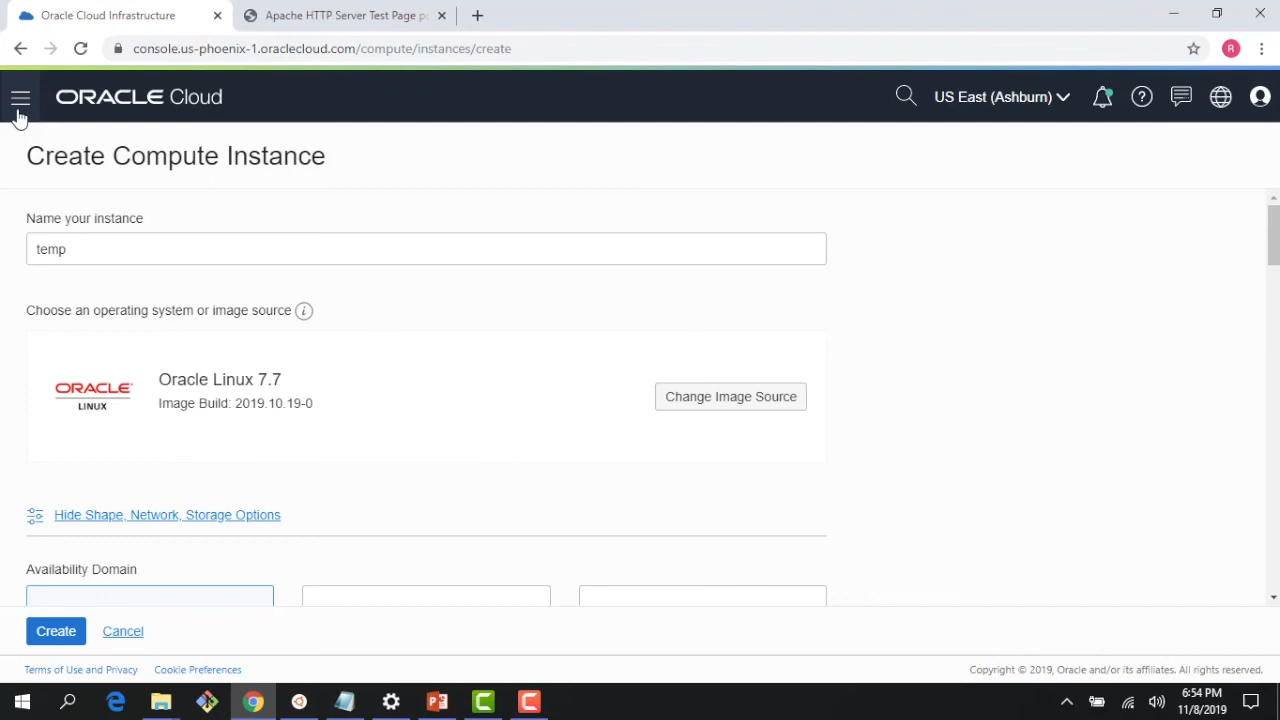 Oracle Cloud Infrastructure
Apache HTTP Server Test Page po
console.us-phoenix-1.oraclecloud.com/compute/instances/create
R
ORACLE Cloud
US East (Ashburn)
Create Compute Instance
Name your instance
temp
Choose an operating system or image source
ORACLE
LINUX
Oracle Linux 7.7
Image Build: 2019.10.19-0
Change Image Source
Hide Shape, Network, Storage Options
Availability Domain
Create
Cancel
Terms of Use and Privacy
Cookie Preferences
Copyright © 2019, Oracle and/or its affiliates. All rights reserved.
6:54 PM
11/8/2019